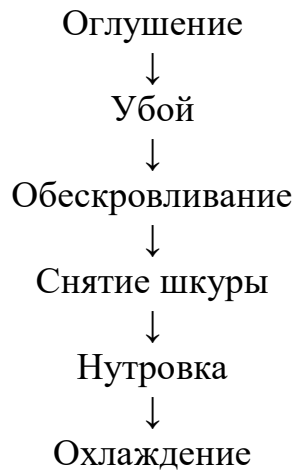 Оглушение
↓
Убой
↓
Обескровливание
↓
Снятие шкуры
↓
Нутровка
↓
Охлаждение